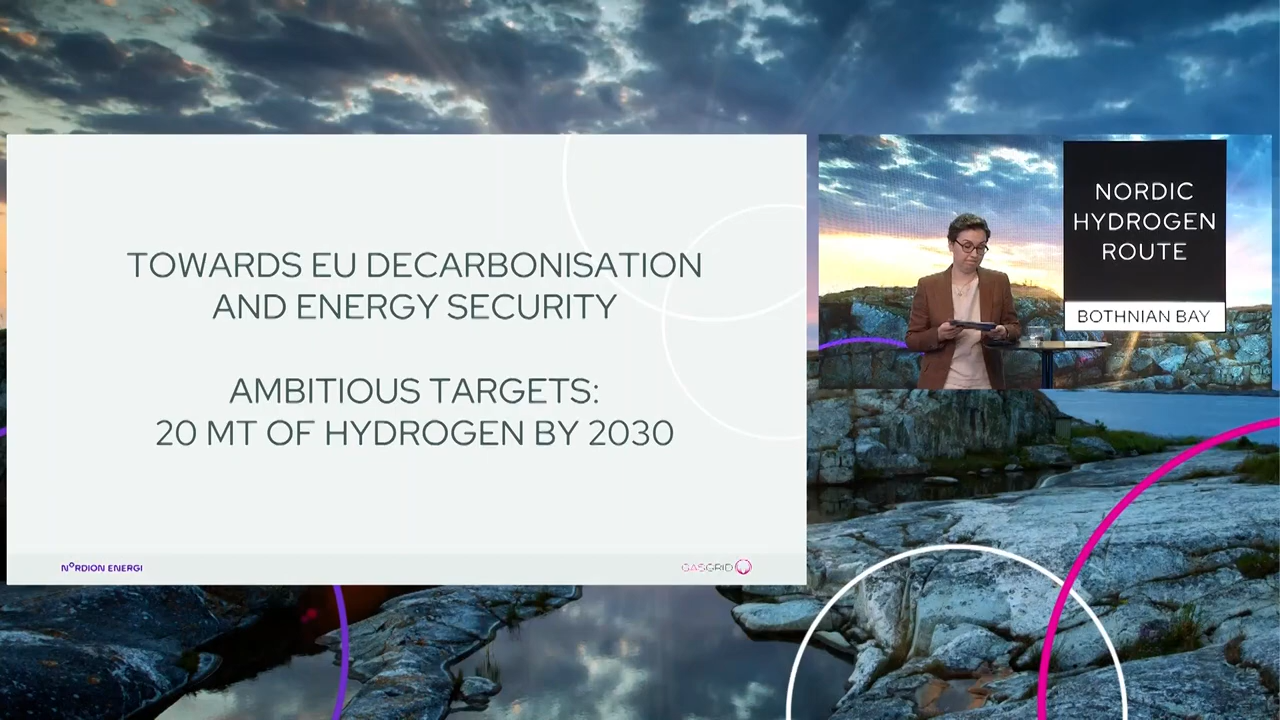 TOWARDS EU DECARBONISATION
AND ENERGY SECURITY
AMBITIOUS TARGETS:
20 MT OF HYDROGEN BY 2030
NORDION ENERGI
GASGRID
NORDIC
HYDROGEN
ROUTE
BOTHNIAN BAY